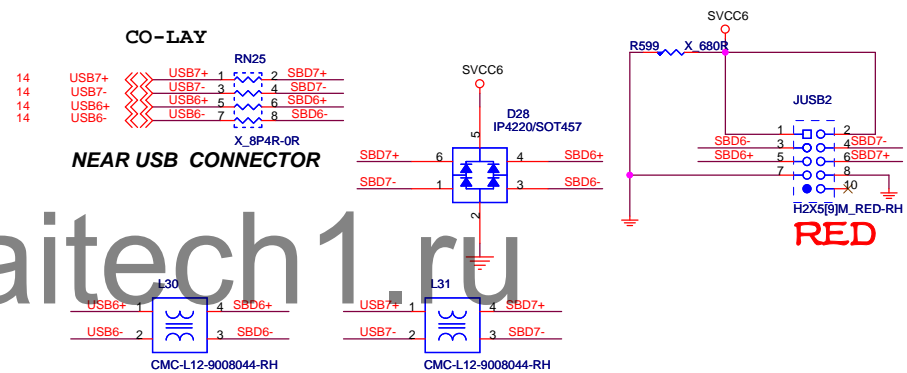 CO-LAY
RN25
14 USB7+ USB7+ 1 2 SBD7+
14 USB7- USB7- 3 4 SBD7-
14 USB6+ USB6+ 5 6 SBD6+
14 USB6- USB6- 7 8 SBD6-
X_8P4R-0R
NEAR USB CONNECTOR
SVCC6
D28
IP4220/SOT457
5
SBD7+ 6 4 SBD6+
SBD7- 1 3 SBD6-
2
SVCC6
R599 X_680R
JUSB2
1 2
SBD6- 3 4 SBD7-
SBD6+ 5 6 SBD7+
7 8
10
H2X5[9]M_RED-RH
RED
aitech1.ru
L30
USB6+ 1 4 SBD6+
USB6- 2 3 SBD6-
CMC-L12-9008044-RH
L31
USB7+ 1 4 SBD7+
USB7- 2 3 SBD7-
CMC-L12-9008044-RH